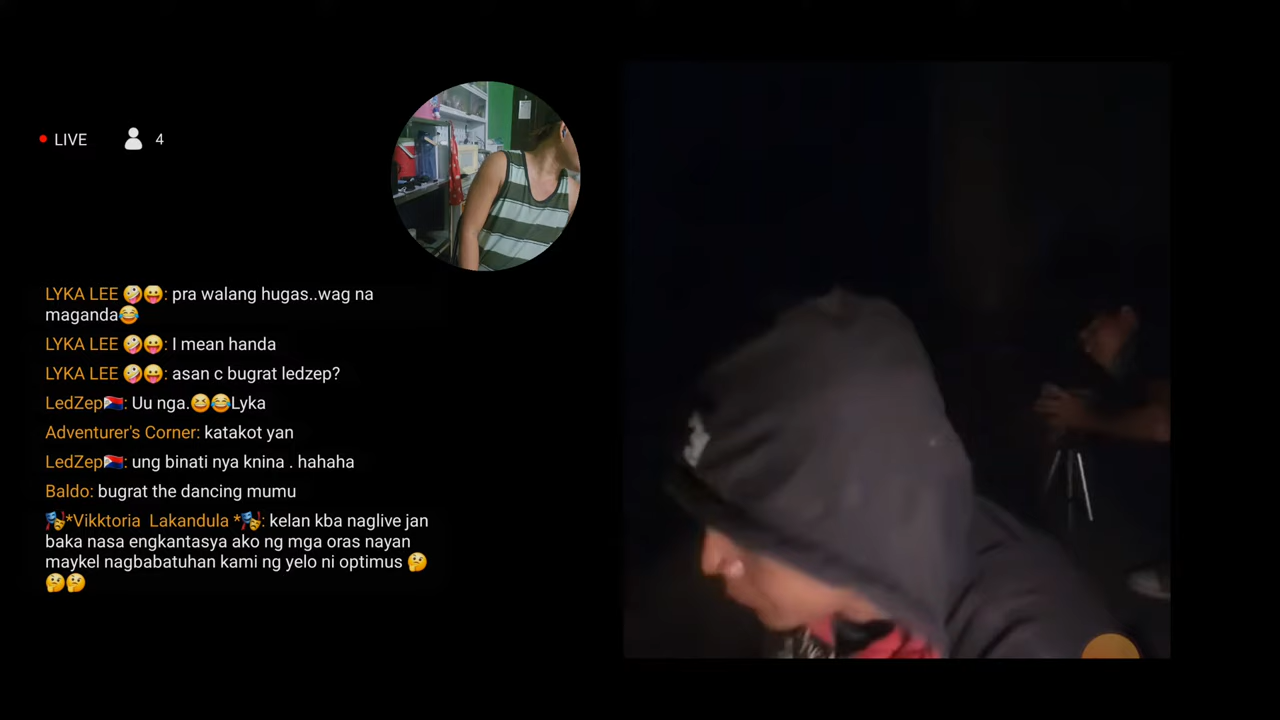 LIVE 4
LYKA LEE 🤪😛: pra walang hugas..wag na
maganda😂
LYKA LEE 🤪😛: I mean handa
LYKA LEE 🤪😛: asan c bugrat ledzep?
LedZep🇵🇭: Uu nga.😆😂Lyka
Adventurer's Corner: katakot yan
LedZep🇵🇭: ung binati nya knina . hahaha
Baldo: bugrat the dancing mumu
🎭*Vikktoria Lakandula *🎭: kelan kba naglive jan
baka nasa engkantasya ako ng mga oras nayan
maykel nagbabatuhan kami ng yelo ni optimus 🤔
🤔🤔